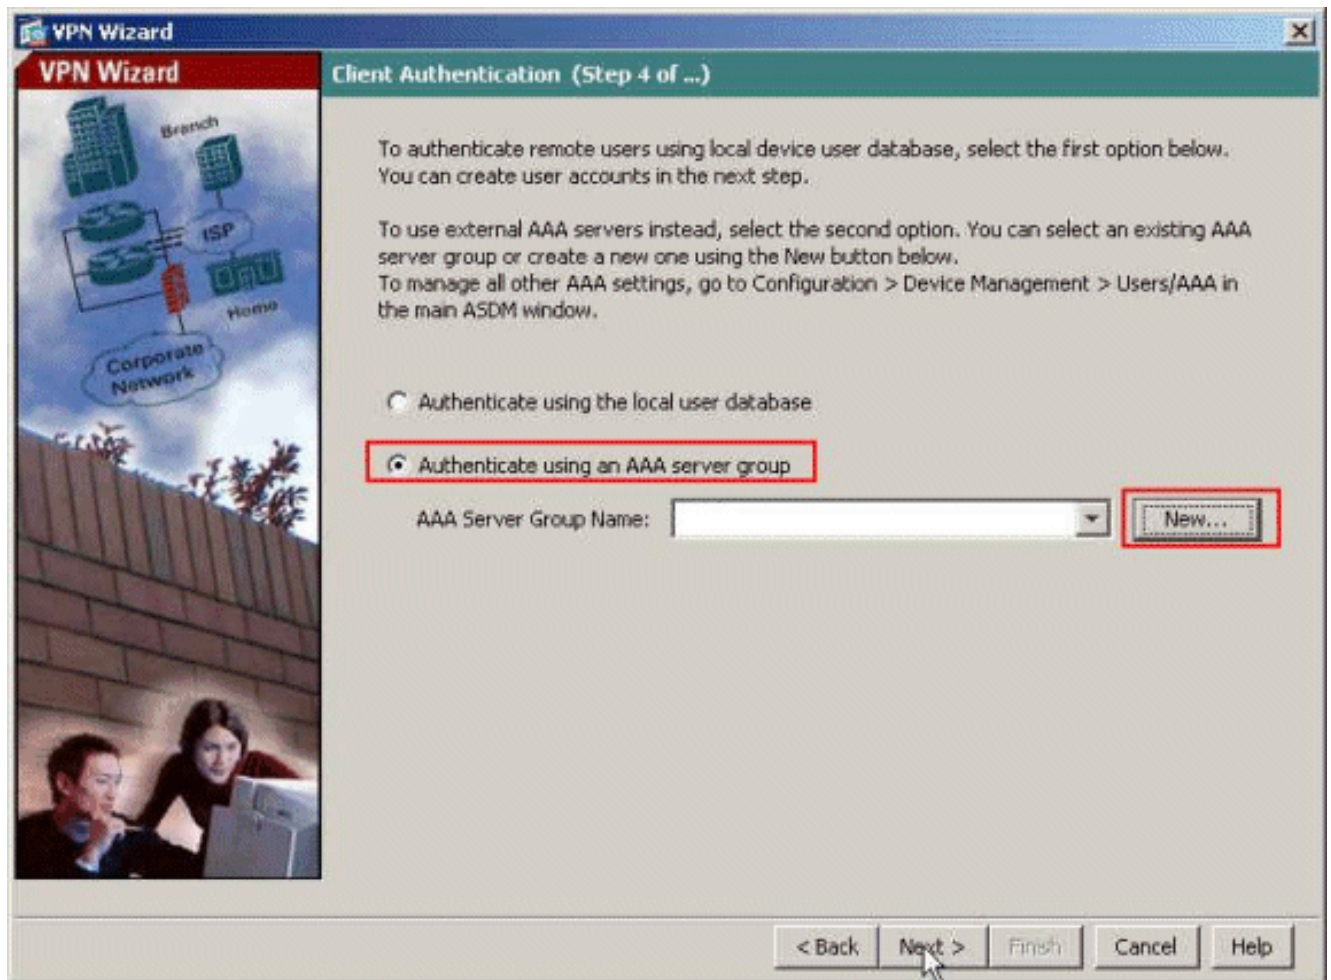 VPN Wizard
VPN Wizard
Client Authentication (Step 4 of ...)
Branch
ISP
Home
Corporate
Network
To authenticate remote users using local device user database, select the first option below.
You can create user accounts in the next step.
To use external AAA servers instead, select the second option. You can select an existing AAA
server group or create a new one using the New button below.
To manage all other AAA settings, go to Configuration > Device Management > Users/AAA in
the main ASDM window.
Authenticate using the local user database
Authenticate using an AAA server group
AAA Server Group Name:
New...
< Back
Next >
Finish
Cancel
Help